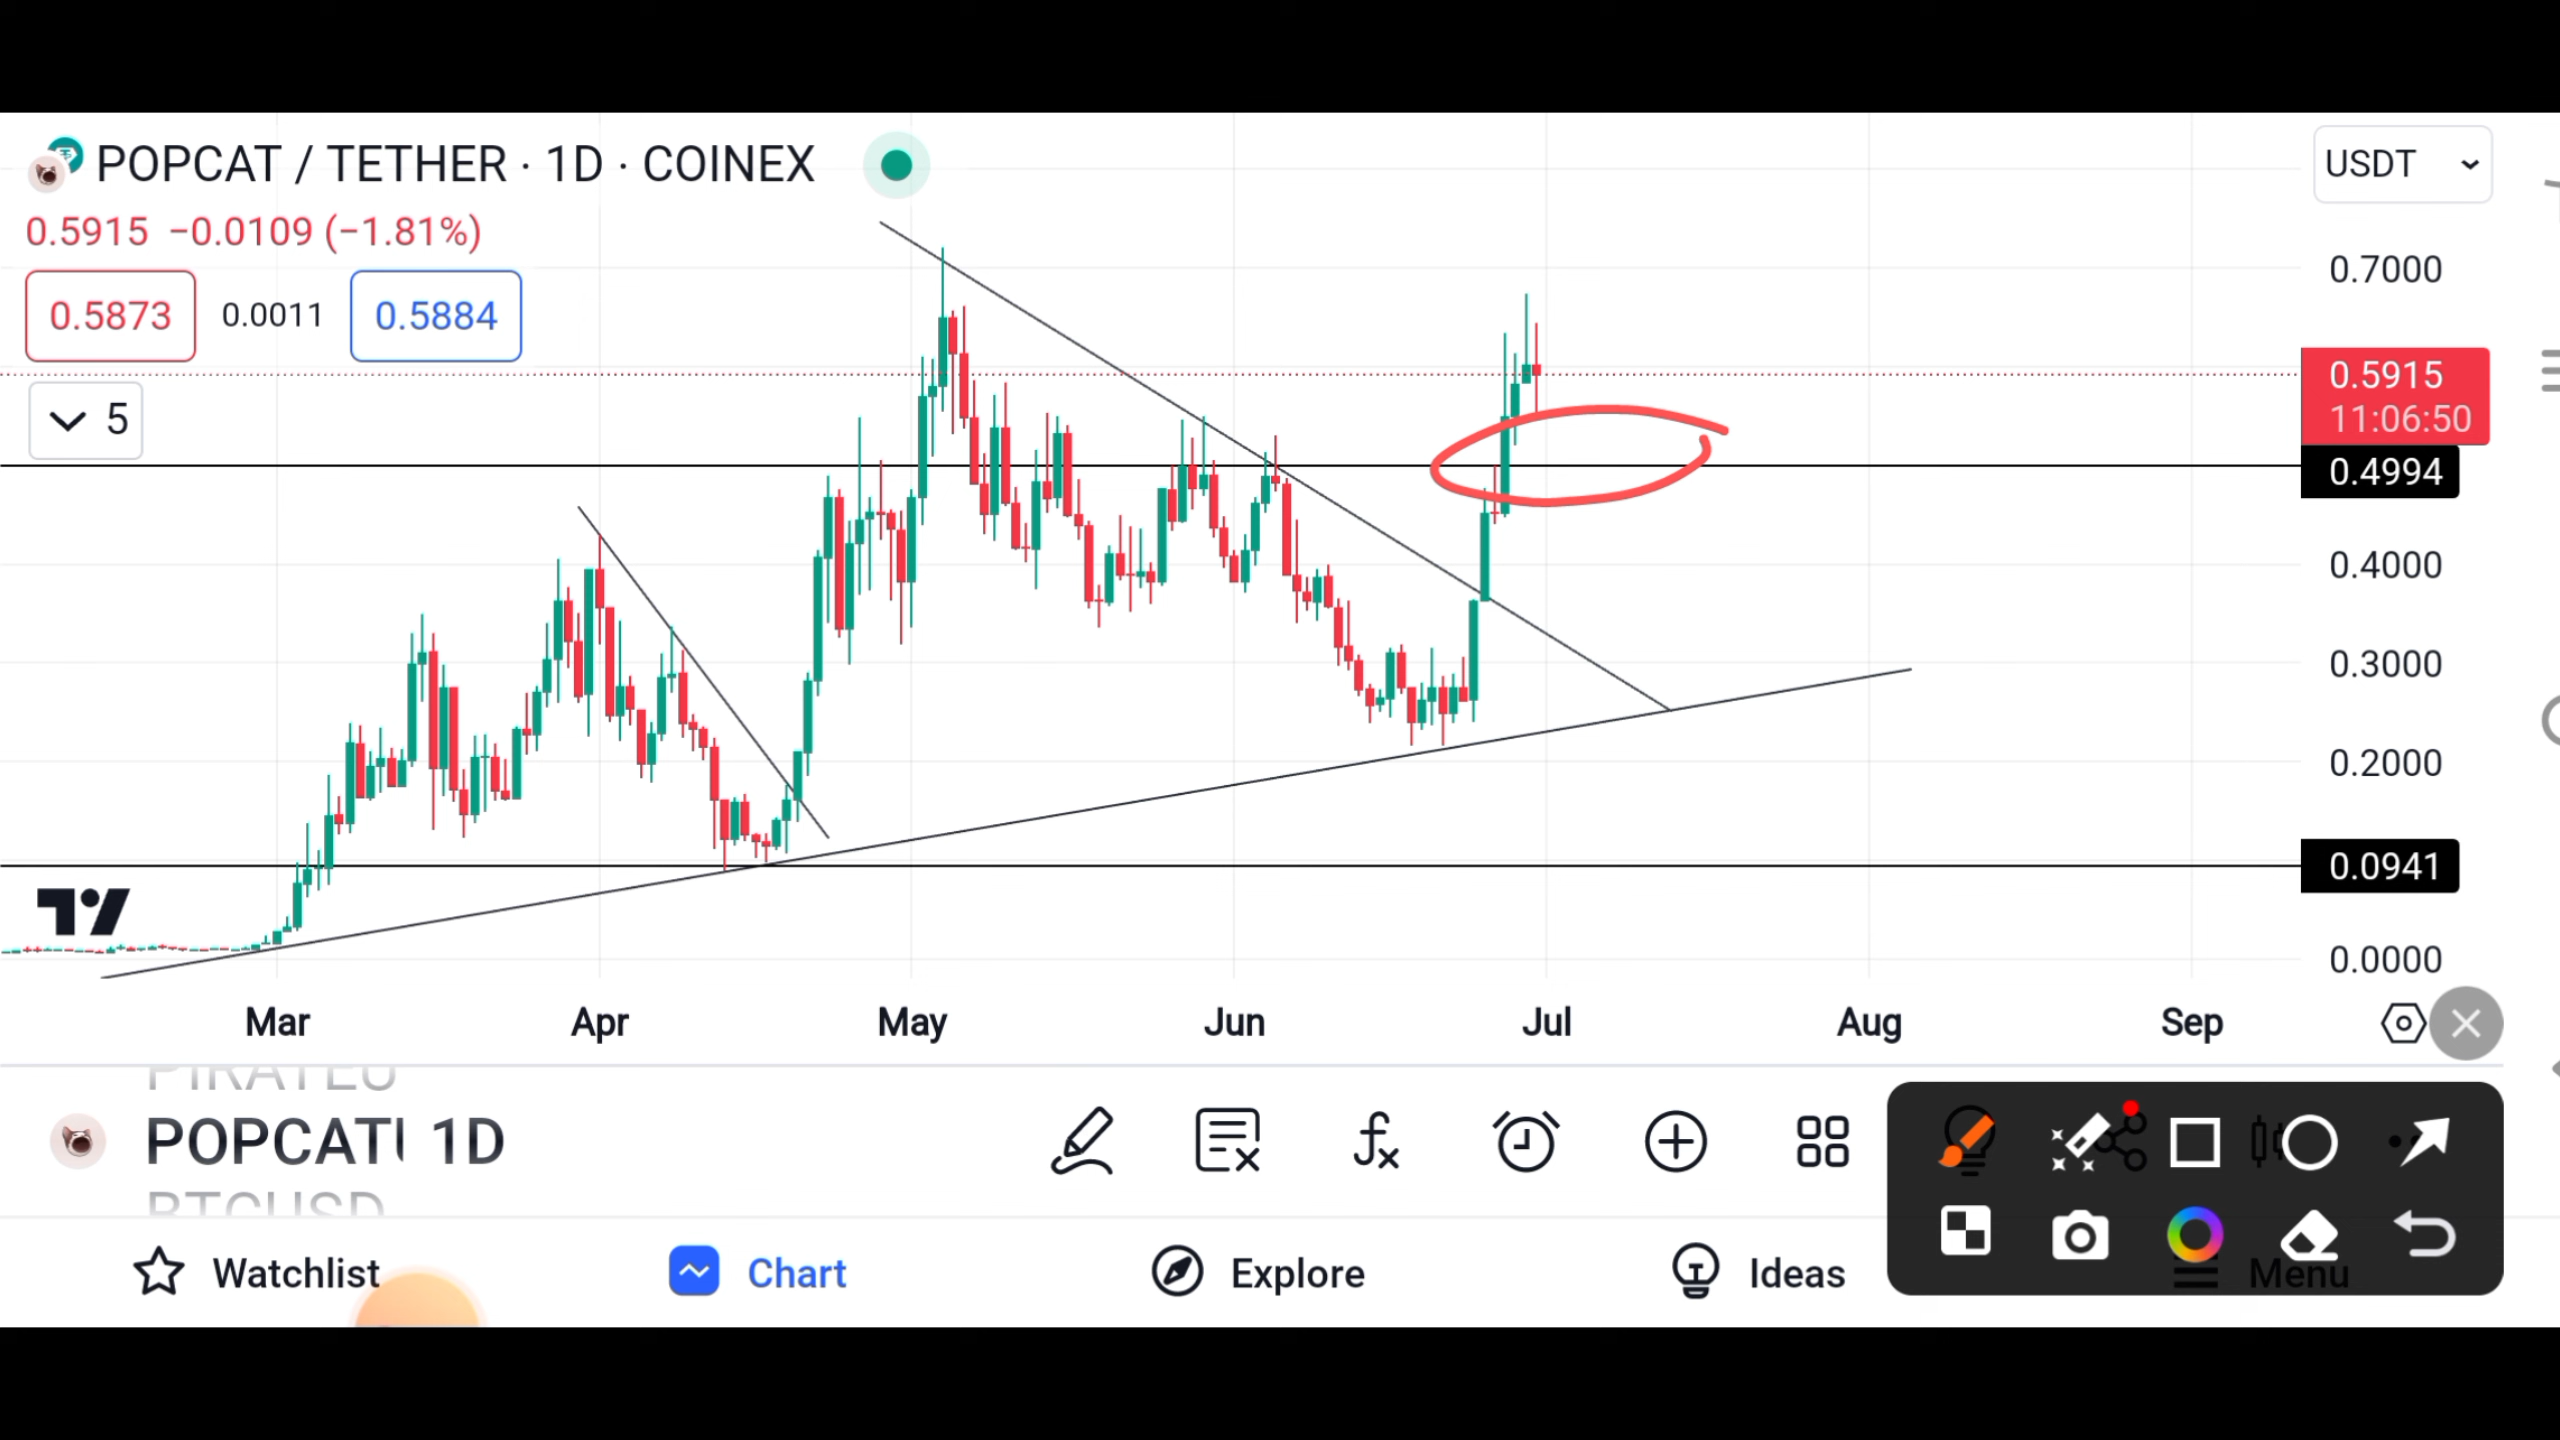 POPCAT / TETHER · 1D · COINEX
USDT
0.5915 −0.0109 (−1.81%)
0.5873 0.0011 0.5884
5
0.7000
0.5915
11:06:50
0.4994
0.4000
0.3000
0.2000
0.0941
0.0000
Mar Apr May Jun Jul Aug Sep
POPCATU 1D
BTCUSD
Watchlist Chart Explore Ideas Menu